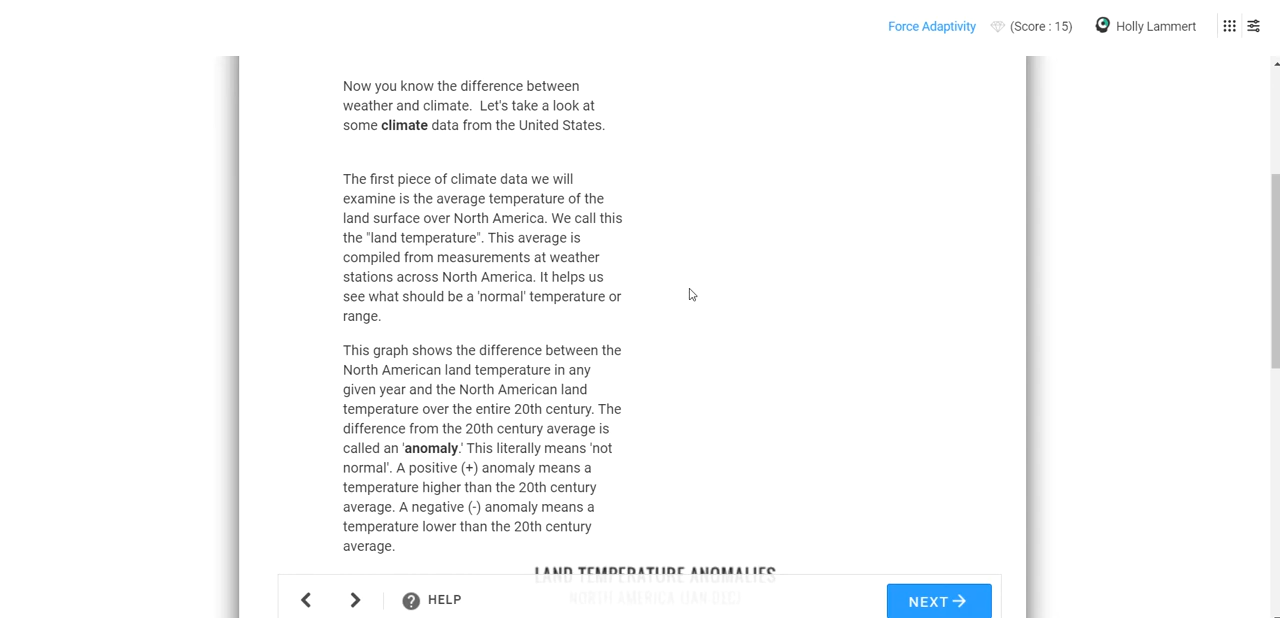 Force Adaptivity (Score : 15) Holly Lammert
Now you know the difference between
weather and climate.  Let's take a look at
some climate data from the United States.
The first piece of climate data we will
examine is the average temperature of the
land surface over North America. We call this
the "land temperature". This average is
compiled from measurements at weather
stations across North America. It helps us
see what should be a 'normal' temperature or
range.
This graph shows the difference between the
North American land temperature in any
given year and the North American land
temperature over the entire 20th century. The
difference from the 20th century average is
called an 'anomaly.' This literally means 'not
normal'. A positive (+) anomaly means a
temperature higher than the 20th century
average. A negative (-) anomaly means a
temperature lower than the 20th century
average.
LAND TEMPERATURE ANOMALIES
NORTH AMERICA (JAN-DEC)
HELP
NEXT